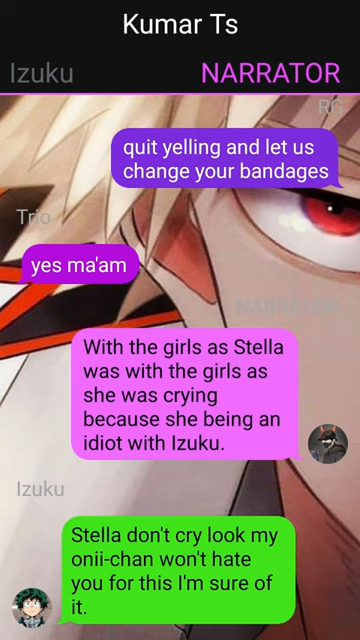 Kumar Ts
Izuku
NARRATOR
RG
quit yelling and let us
change your bandages
Trio
yes ma'am
NARRATOR
With the girls as Stella
was with the girls as
she was crying
because she being an
idiot with Izuku.
Izuku
Stella don't cry look my
onii-chan won't hate
you for this I'm sure of
it.